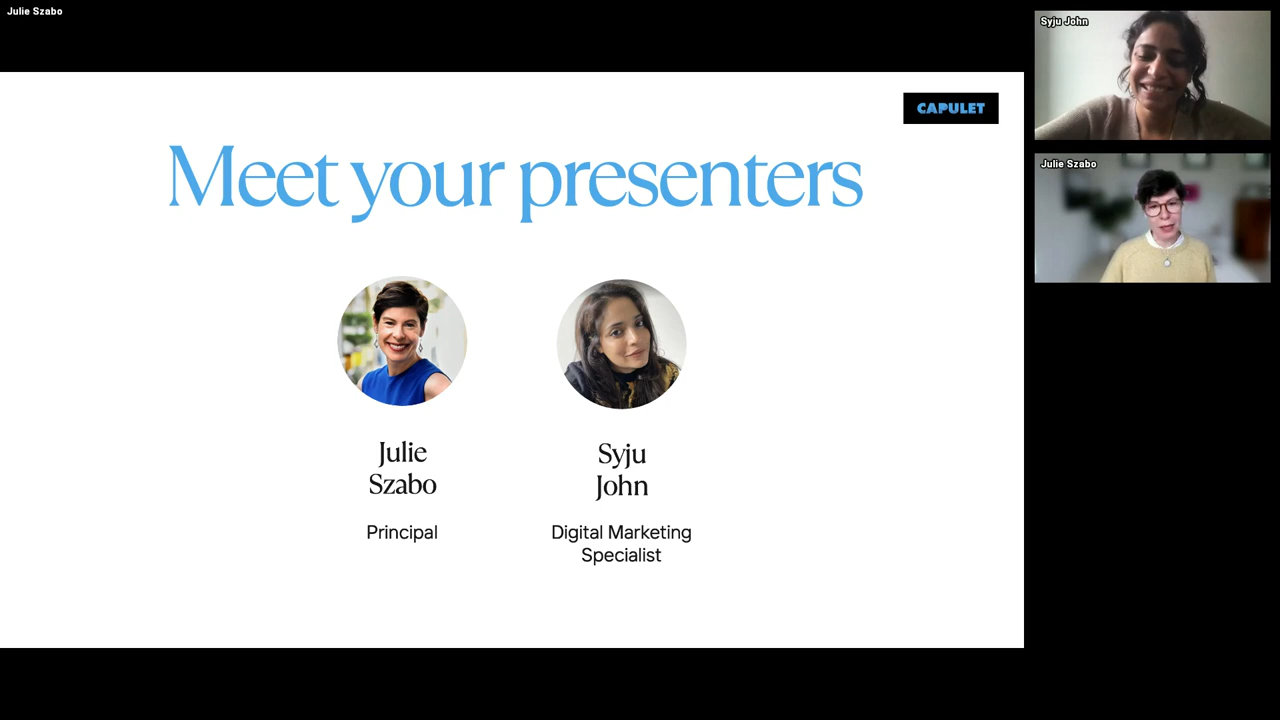 Julie Szabo
Syju John
CAPULET
Meet your presenters
Julie Szabo
Julie
Szabo
Syju
John
Principal
Digital Marketing
Specialist